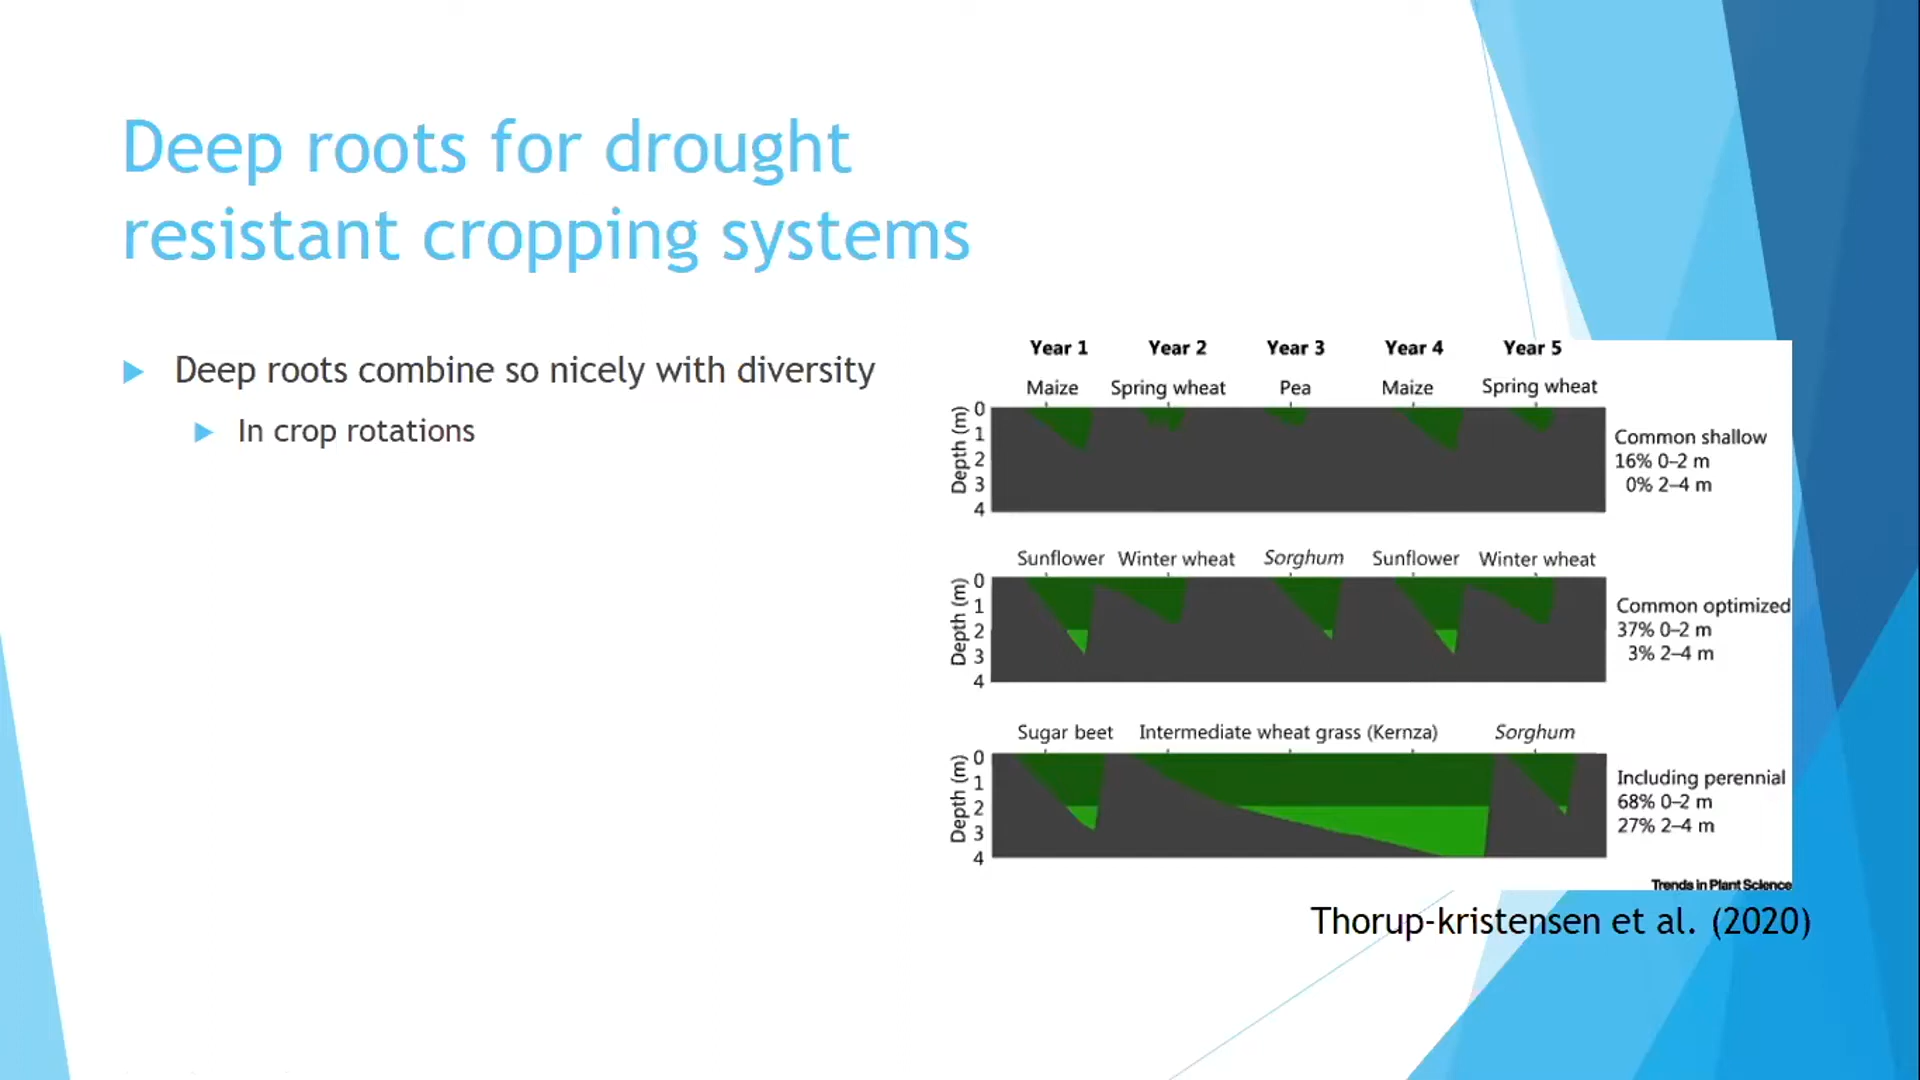 Deep roots for drought
resistant cropping systems
Deep roots combine so nicely with diversity
In crop rotations
Year 1 Year 2 Year 3 Year 4 Year 5
Maize Spring wheat Pea Maize Spring wheat
Depth (m)
0
1
2
3
4
Common shallow
16% 0–2 m
0% 2–4 m
Sunflower Winter wheat Sorghum Sunflower Winter wheat
Depth (m)
0
1
2
3
4
Common optimized
37% 0–2 m
3% 2–4 m
Sugar beet Intermediate wheat grass (Kernza) Sorghum
Depth (m)
0
1
2
3
4
Including perennial
68% 0–2 m
27% 2–4 m
Trends in Plant Science
Thorup-kristensen et al. (2020)